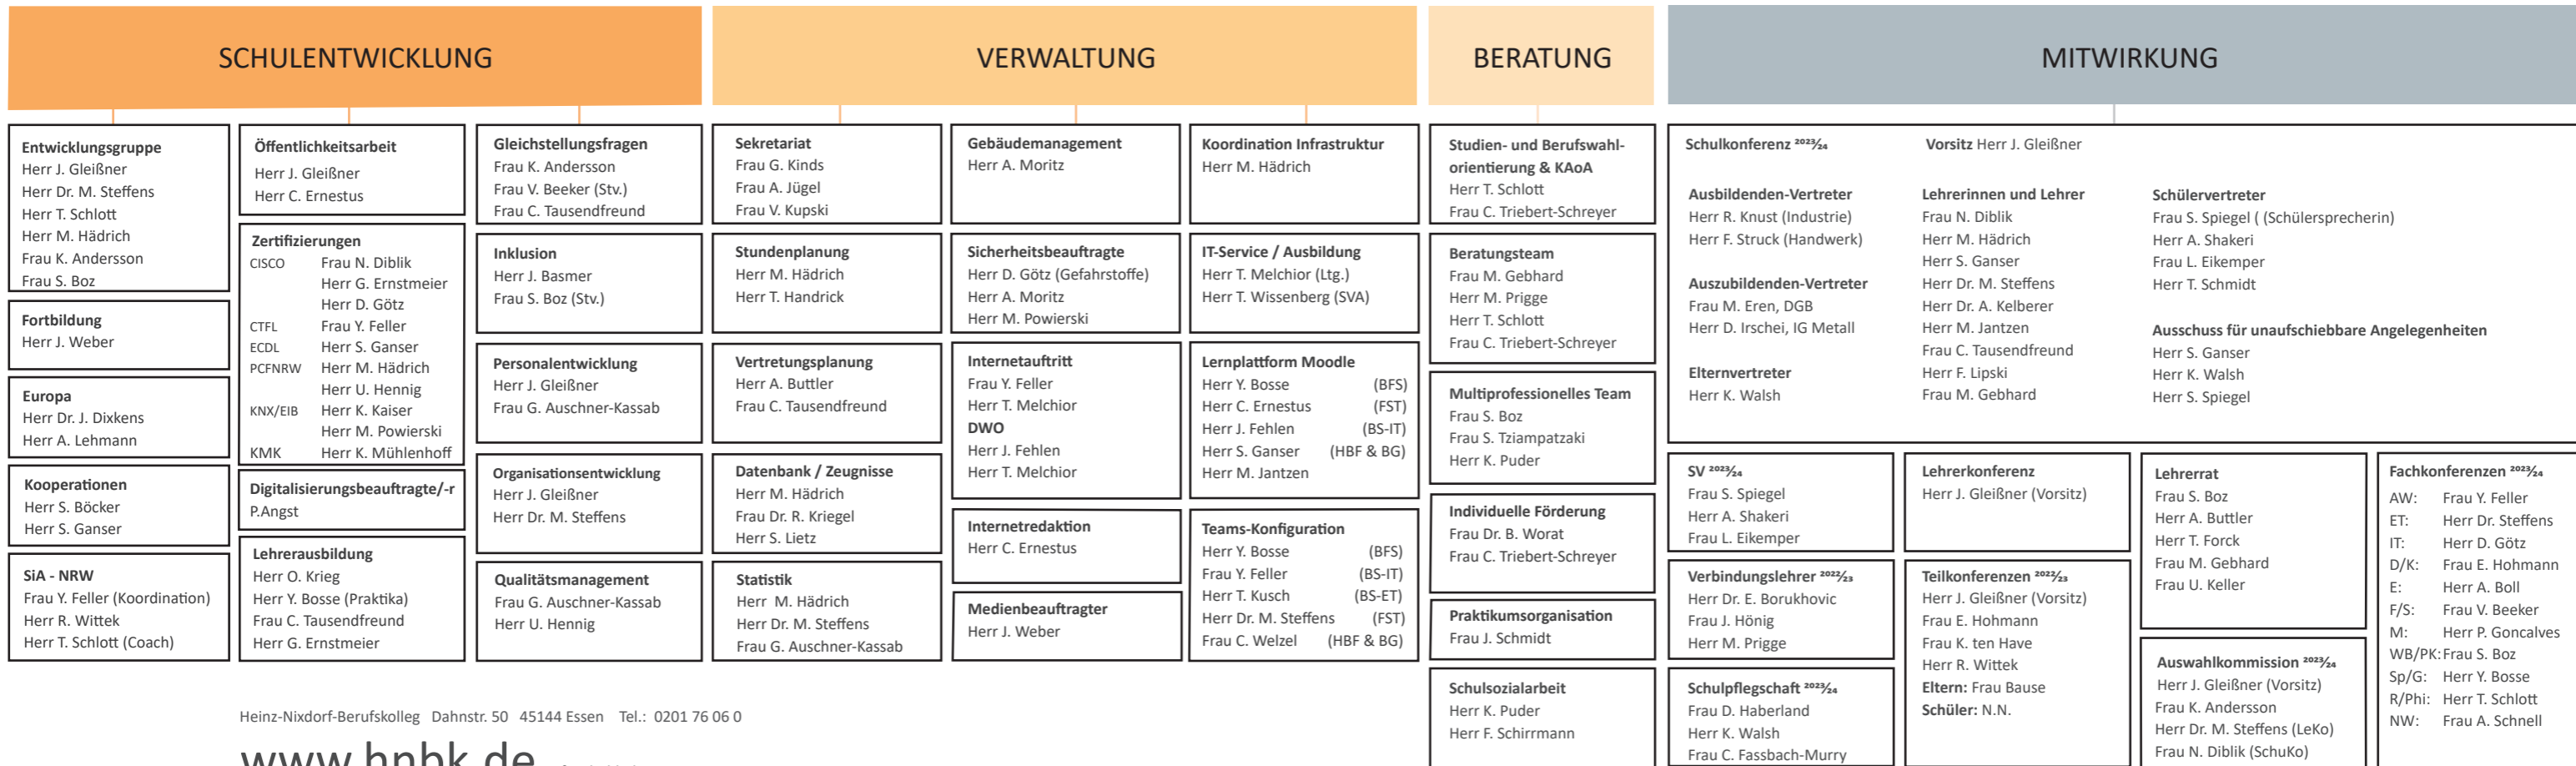 SCHULENTWICKLUNG
Entwicklungsgruppe
Herr J. Gleißner
Herr Dr. M. Steffens
Herr T. Schlott
Herr M. Hädrich
Frau K. Andersson
Frau S. Boz
Fortbildung
Herr J. Weber
Europa
Herr Dr. J. Dixkens
Herr A. Lehmann
Kooperationen
Herr S. Böcker
Herr S. Ganser
SiA - NRW
Frau Y. Feller (Koordination)
Herr R. Wittek
Herr T. Schlott (Coach)
Öffentlichkeitsarbeit
Herr J. Gleißner
Herr C. Ernestus
Zertifizierungen
CISCO Frau N. Diblik
Herr G. Ernstmeier
Herr D. Götz
CTFL Frau Y. Feller
ECDL Herr S. Ganser
PCFNRW Herr M. Hädrich
Herr U. Hennig
KNX/EIB Herr K. Kaiser
Herr M. Powierski
KMK Herr K. Mühlenhoff
Digitalisierungsbeauftragte/-r
P.Angst
Lehrerausbildung
Herr O. Krieg
Herr Y. Bosse (Praktika)
Frau C. Tausendfreund
Herr G. Ernstmeier
Gleichstellungsfragen
Frau K. Andersson
Frau V. Beeker (Stv.)
Frau C. Tausendfreund
Inklusion
Herr J. Basmer
Frau S. Boz (Stv.)
Personalentwicklung
Herr J. Gleißner
Frau G. Auschner-Kassab
Organisationsentwicklung
Herr J. Gleißner
Herr Dr. M. Steffens
Qualitätsmanagement
Frau G. Auschner-Kassab
Herr U. Hennig
VERWALTUNG
Sekretariat
Frau G. Kinds
Frau A. Jügel
Frau V. Kupski
Stundenplanung
Herr M. Hädrich
Herr T. Handrick
Vertretungsplanung
Herr A. Buttler
Frau C. Tausendfreund
Datenbank / Zeugnisse
Herr M. Hädrich
Frau Dr. R. Kriegel
Herr S. Lietz
Statistik
Herr M. Hädrich
Herr Dr. M. Steffens
Frau G. Auschner-Kassab
Gebäudemanagement
Herr A. Moritz
Sicherheitsbeauftragte
Herr D. Götz (Gefahrstoffe)
Herr A. Moritz
Herr M. Powierski
Internetauftritt
Frau Y. Feller
Herr T. Melchior
DWO
Herr J. Fehlen
Herr T. Melchior
Internetredaktion
Herr C. Ernestus
Medienbeauftragter
Herr J. Weber
Koordination Infrastruktur
Herr M. Hädrich
IT-Service / Ausbildung
Herr T. Melchior (Ltg.)
Herr T. Wissenberg (SVA)
Lernplattform Moodle
Herr Y. Bosse (BFS)
Herr C. Ernestus (FST)
Herr J. Fehlen (BS-IT)
Herr S. Ganser (HBF & BG)
Herr M. Jantzen
Teams-Konfiguration
Herr Y. Bosse (BFS)
Frau Y. Feller (BS-IT)
Herr T. Kusch (BS-ET)
Herr Dr. M. Steffens (FST)
Frau C. Welzel (HBF & BG)
BERATUNG
Studien- und Berufswahl-
orientierung & KAoA
Herr T. Schlott
Frau C. Triebert-Schreyer
Beratungsteam
Frau M. Gebhard
Herr M. Prigge
Herr T. Schlott
Frau C. Triebert-Schreyer
Multiprofessionelles Team
Frau S. Boz
Frau S. Tziampatzaki
Herr K. Puder
Individuelle Förderung
Frau Dr. B. Worat
Frau C. Triebert-Schreyer
Praktikumsorganisation
Frau J. Schmidt
Schulsozialarbeit
Herr K. Puder
Herr F. Schirrmann
MITWIRKUNG
Schulkonferenz 2023/24 Vorsitz Herr J. Gleißner
Ausbildenden-Vertreter
Herr R. Knust (Industrie)
Herr F. Struck (Handwerk)
Auszubildenden-Vertreter
Frau M. Eren, DGB
Herr D. Irschei, IG Metall
Elternvertreter
Herr K. Walsh
Lehrerinnen und Lehrer
Frau N. Diblik
Herr M. Hädrich
Herr S. Ganser
Herr Dr. M. Steffens
Herr Dr. A. Kelberer
Herr M. Jantzen
Frau C. Tausendfreund
Herr F. Lipski
Frau M. Gebhard
Schülervertreter
Frau S. Spiegel ( (Schülersprecherin)
Herr A. Shakeri
Frau L. Eikemper
Herr T. Schmidt
Ausschuss für unaufschiebbare Angelegenheiten
Herr S. Ganser
Herr K. Walsh
Herr S. Spiegel
SV 2023/24
Frau S. Spiegel
Herr A. Shakeri
Frau L. Eikemper
Verbindungslehrer 2022/23
Herr Dr. E. Borukhovic
Frau J. Hönig
Herr M. Prigge
Schulpflegschaft 2023/24
Frau D. Haberland
Herr K. Walsh
Frau C. Fassbach-Murry
Lehrerkonferenz
Herr J. Gleißner (Vorsitz)
Teilkonferenzen 2022/23
Herr J. Gleißner (Vorsitz)
Frau E. Hohmann
Frau K. ten Have
Herr R. Wittek
Eltern: Frau Bause
Schüler: N.N.
Lehrerrat
Frau S. Boz
Herr A. Buttler
Herr T. Forck
Frau M. Gebhard
Frau U. Keller
Auswahlkommission 2023/24
Herr J. Gleißner (Vorsitz)
Frau K. Andersson
Herr Dr. M. Steffens (LeKo)
Frau N. Diblik (SchuKo)
Fachkonferenzen 2023/24
AW: Frau Y. Feller
ET: Herr Dr. Steffens
IT: Herr D. Götz
D/K: Frau E. Hohmann
E: Herr A. Boll
F/S: Frau V. Beeker
M: Herr P. Goncalves
WB/PK: Frau S. Boz
Sp/G: Herr Y. Bosse
R/Phi: Herr T. Schlott
NW: Frau A. Schnell
Heinz-Nixdorf-Berufskolleg Dahnstr. 50 45144 Essen Tel.: 0201 76 06 0
www.hnbk.de